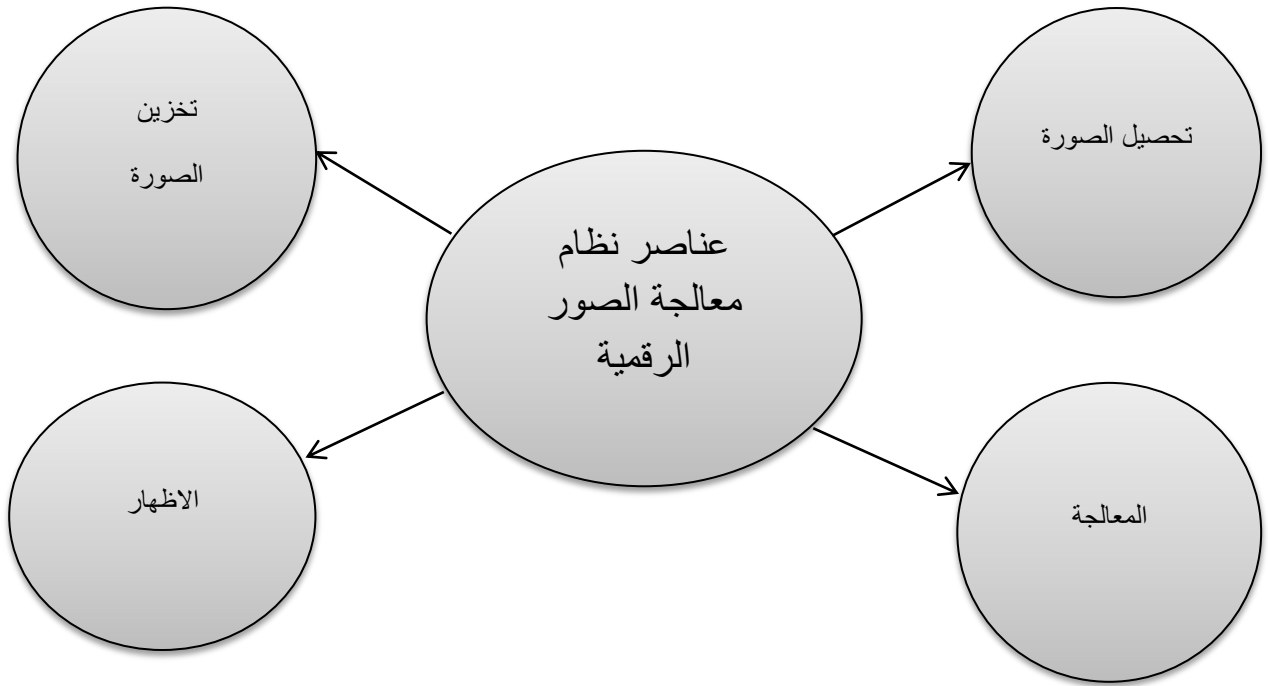 تحصيل الصورة
تخزين
الصورة
عناصر نظام
معالجة الصور
الرقمية
المعالجة
الاظهار